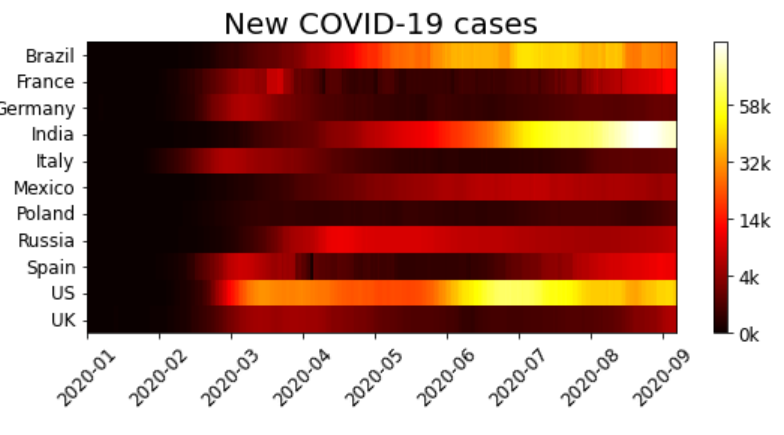 New COVID-19 cases
Brazil
France
Germany
India
Italy
Mexico
Poland
Russia
Spain
US
UK
2020-01
2020-02
2020-03
2020-04
2020-05
2020-06
2020-07
2020-08
2020-09
58k
32k
14k
4k
0k